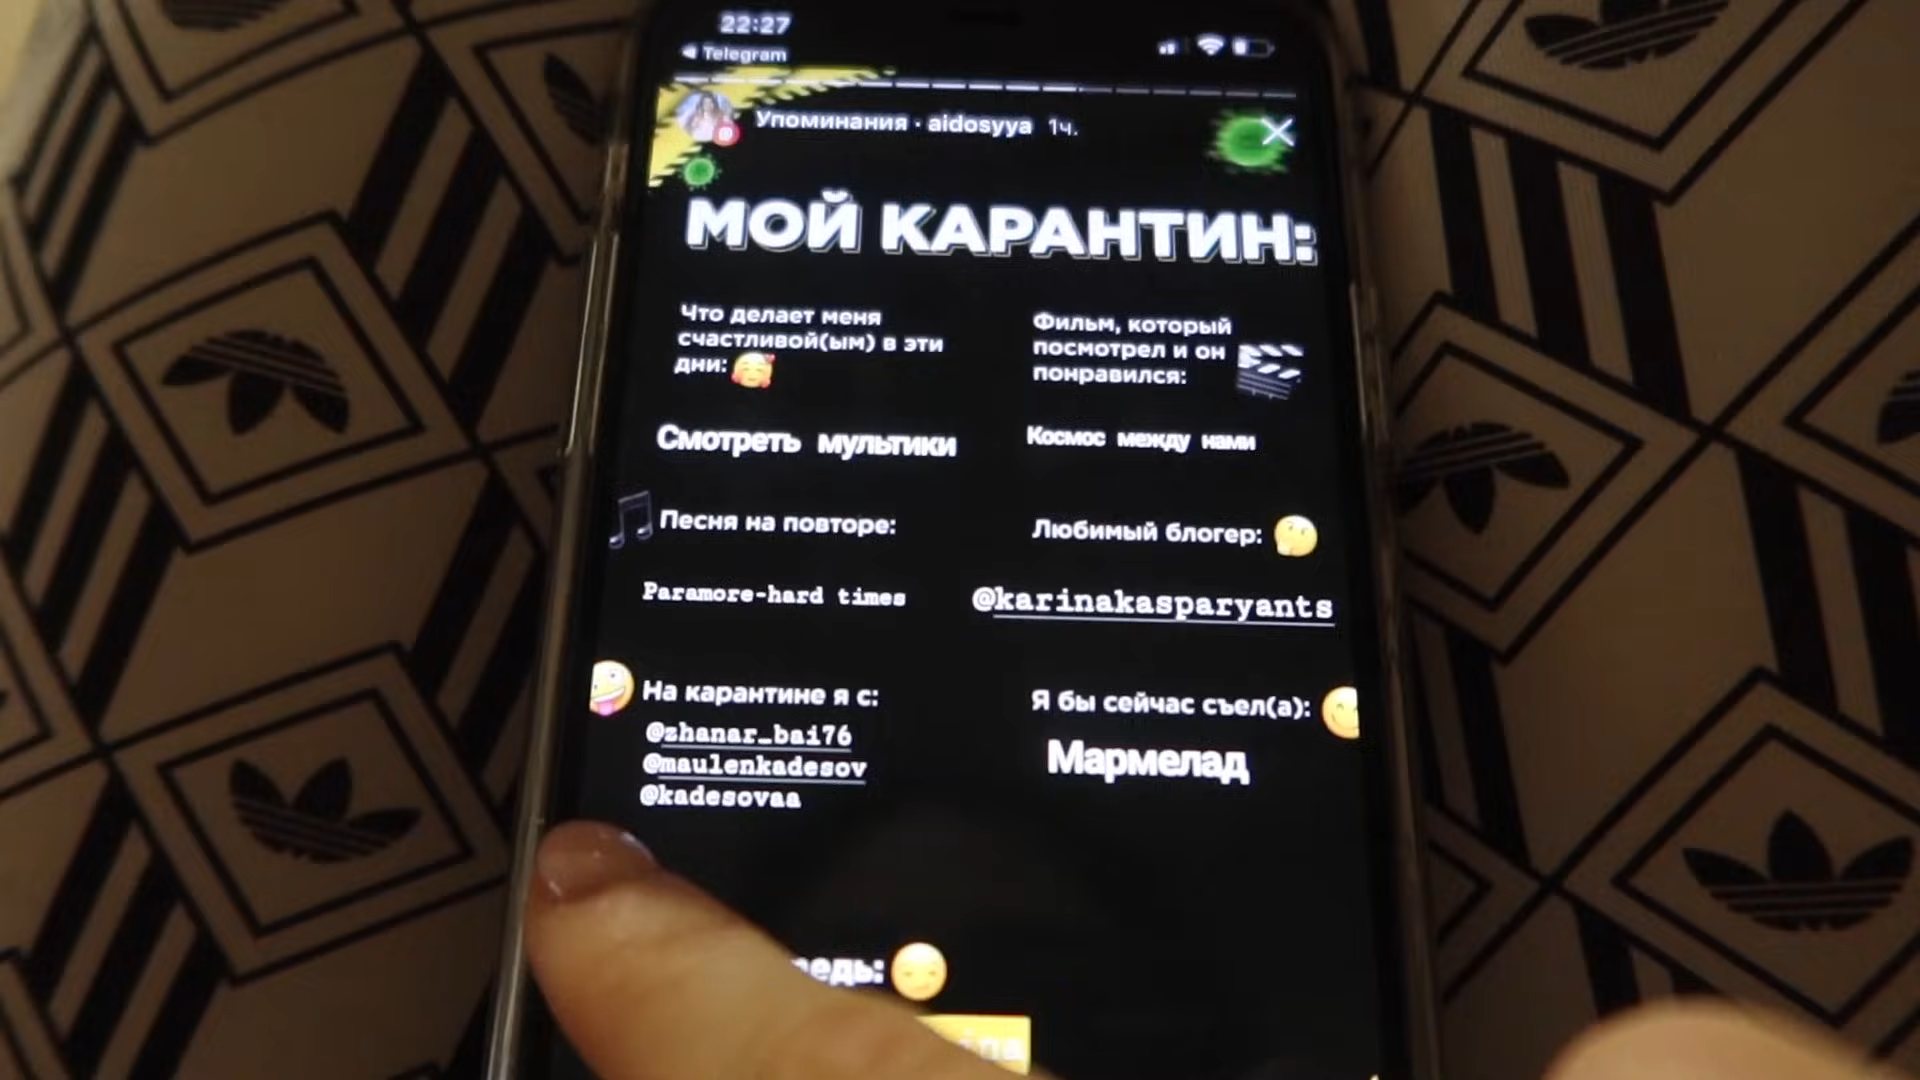 22:27
Telegram
Упоминания · aidosyya 1ч.
МОЙ КАРАНТИН:
Что делает меня
счастливой(ым) в эти
дни:
Смотреть мультики
Фильм, который
посмотрел и он
понравился:
Космос между нами
Песня на повторе:
Paramore-hard times
Любимый блогер:
@karinakasparyants
На карантине я с:
@zhanar_bai76
@maulenkadesov
@kadesovaa
Я бы сейчас съел(а):
Мармелад